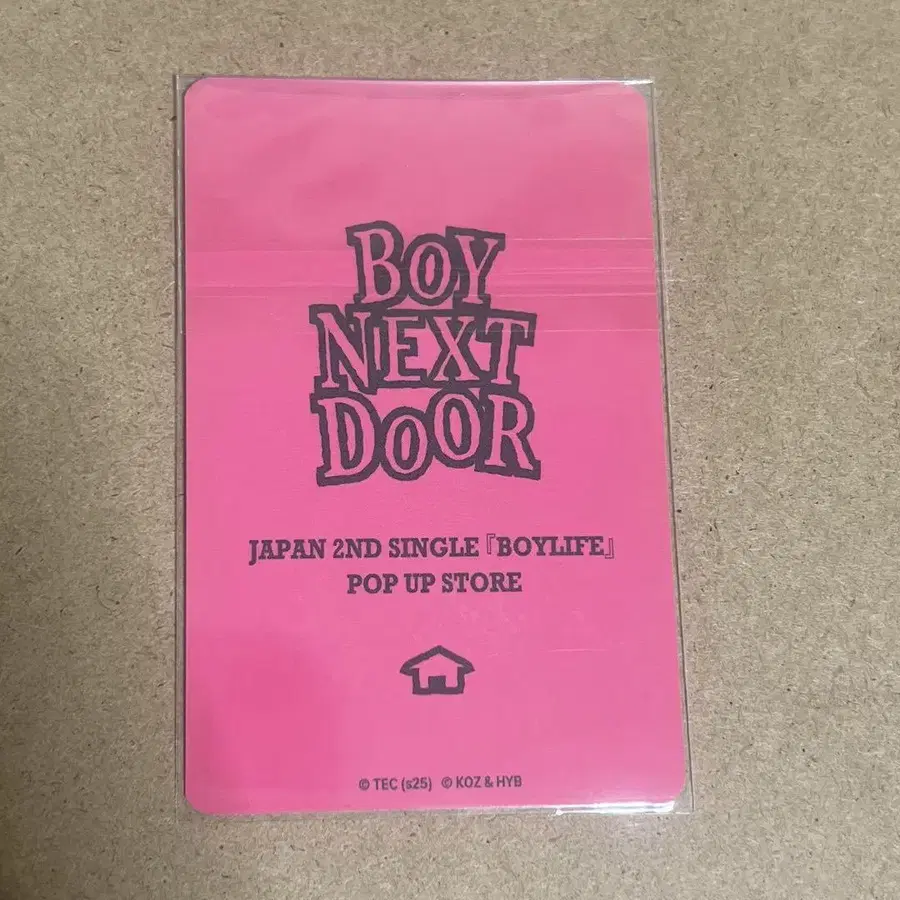 BOY
NEXT
DOOR
JAPAN 2ND SINGLE『BOYLIFE』
POP UP STORE
© TEC (s25) © KOZ & HYB